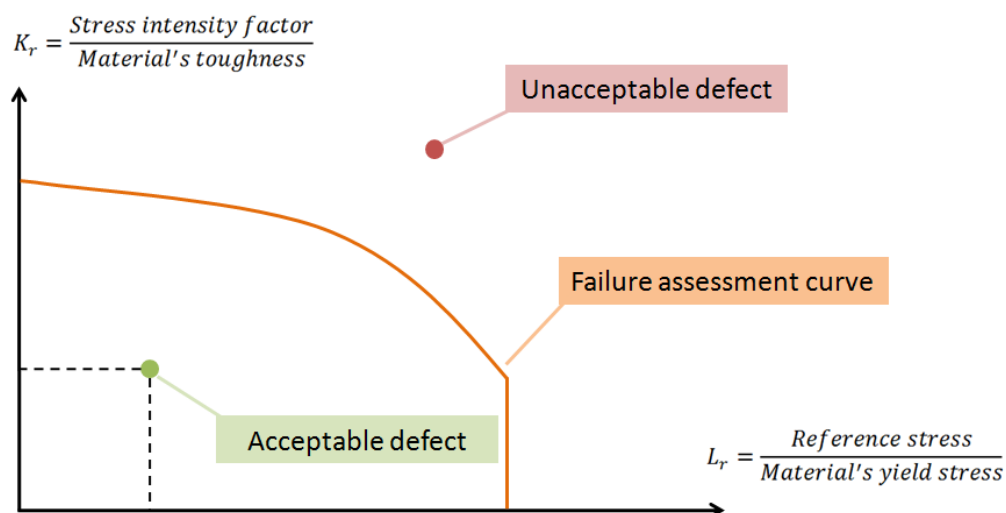 K_r = Stress intensity factor / Material's toughness
Unacceptable defect
Failure assessment curve
Acceptable defect
L_r = Reference stress / Material's yield stress